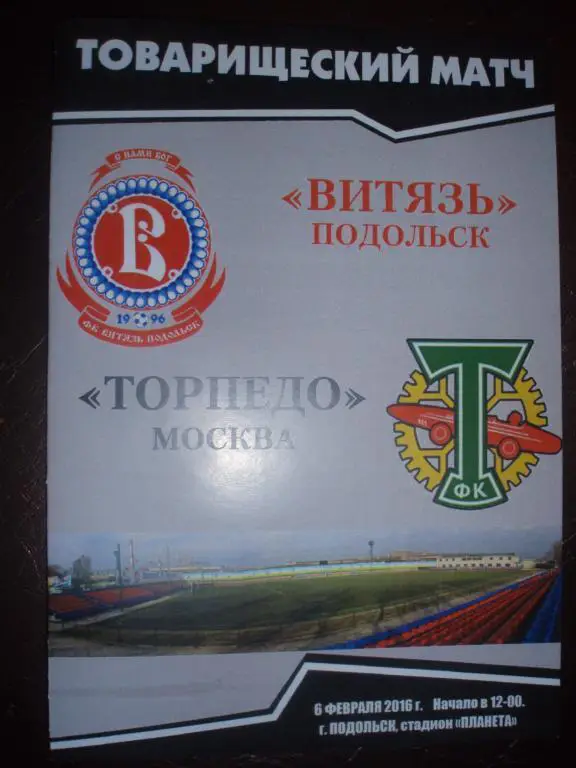 ТОВАРИЩЕСКИЙ МАТЧ
С НАМИ БОГ
В
19 96
ФК ВИТЯЗЬ ПОДОЛЬСК
«ВИТЯЗЬ»
ПОДОЛЬСК
«ТОРПЕДО»
МОСКВА
Т
ФК
6 ФЕВРАЛЯ 2016 г. Начало в 12-00.
г. ПОДОЛЬСК, стадион «ПЛАНЕТА»